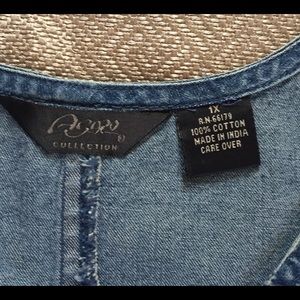 COLLECTION
1X
R.N. 66179
100% COTTON
MADE IN INDIA
CARE OVER